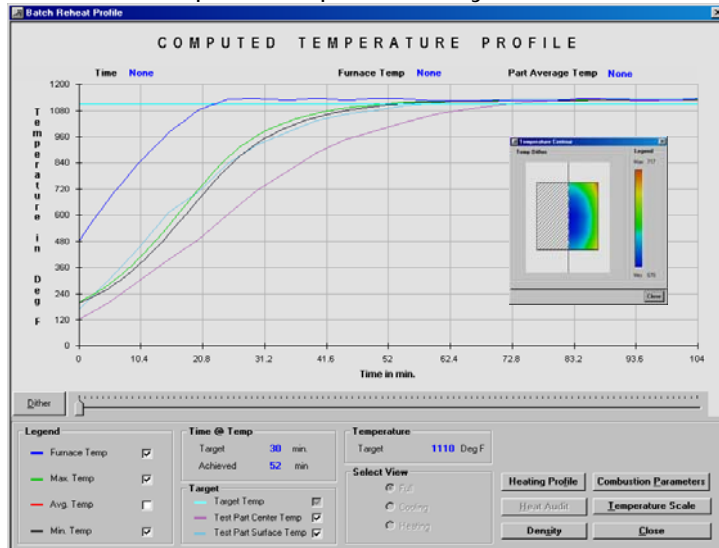 Batch Reheat Profile
COMPUTED TEMPERATURE PROFILE
Time None
Furnace Temp None
Part Average Temp None
Temperature in Deg F
1200
1080
960
840
720
600
480
360
240
120
0
0 10.4 20.8 31.2 41.6 52 62.4 72.8 83.2 93.6 104
Time in min.
Temperature Contour
Temp Dither
Legend
Max 717
Min 670
Close
Dither
Legend
Furnace Temp
Max. Temp
Avg. Temp
Min. Temp
Time @ Temp
Target 30 min.
Achieved 52 min
Target
Target Temp
Test Part Center Temp
Test Part Surface Temp
Temperature
Target 1110 Deg F
Select View
Full
Cooling
Heating
Heating Profile
Combustion Parameters
Heat Audit
Temperature Scale
Density
Close